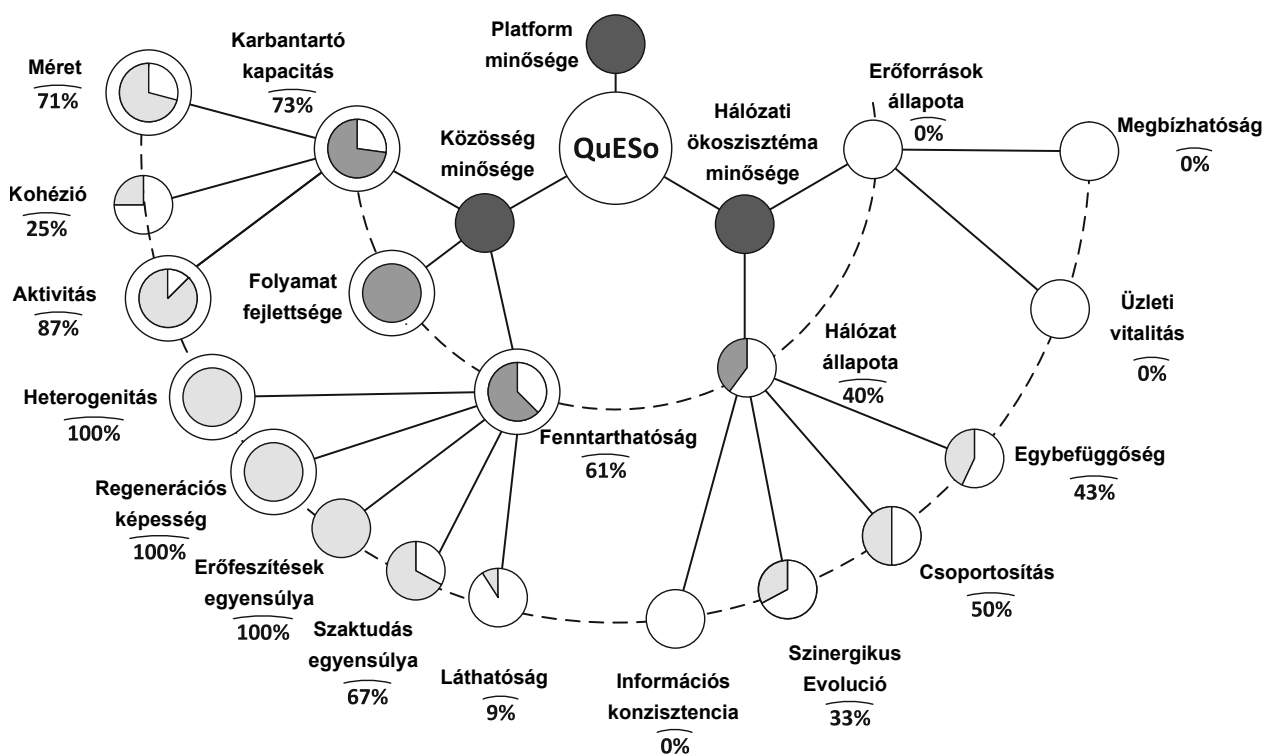 Platform
minősége
QuESo
Közösség
minősége
Hálózati
ökoszisztéma
minősége
Karbantartó
kapacitás
73%
Méret
71%
Kohézió
25%
Aktivitás
87%
Folyamat
fejlettsége
Fenntarthatóság
61%
Heterogenitás
100%
Regenerációs
képesség
100%
Erőfeszítések
egyensúlya
100%
Szaktudás
egyensúlya
67%
Láthatóság
9%
Erőforrások
állapota
0%
Megbízhatóság
0%
Üzleti
vitalitás
0%
Hálózat
állapota
40%
Egybefüggőség
43%
Csoportosítás
50%
Szinergikus
Evolució
33%
Információs
konzisztencia
0%